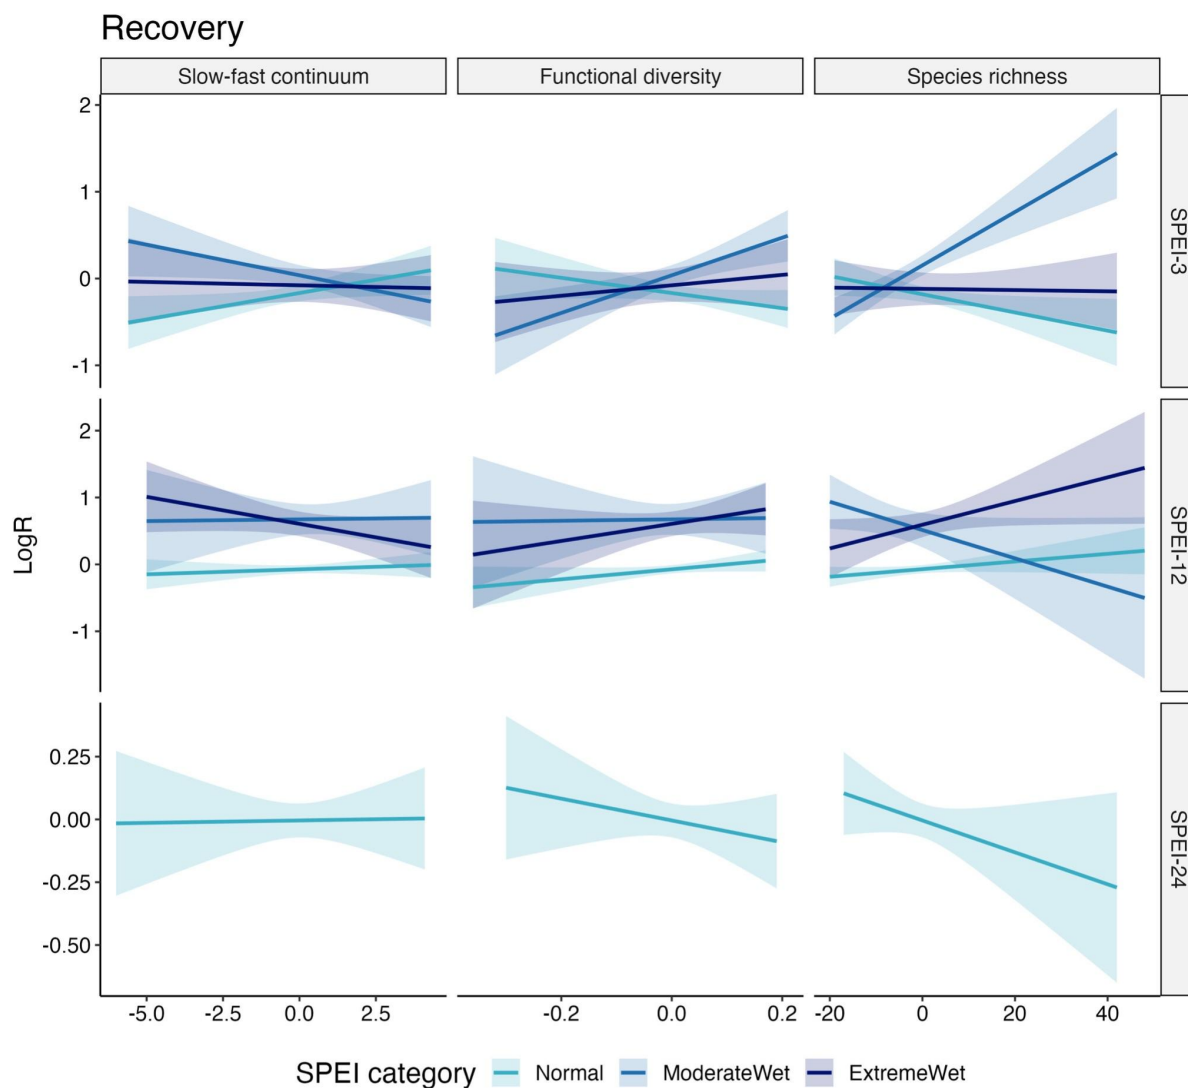 Recovery
Slow-fast continuum
Functional diversity
Species richness
2
1
0
-1
SPEI-3
2
1
0
-1
SPEI-12
LogR
0.25
0.00
-0.25
-0.50
SPEI-24
-5.0 -2.5 0.0 2.5
-0.2 0.0 0.2
-20 0 20 40
SPEI category Normal ModerateWet ExtremeWet